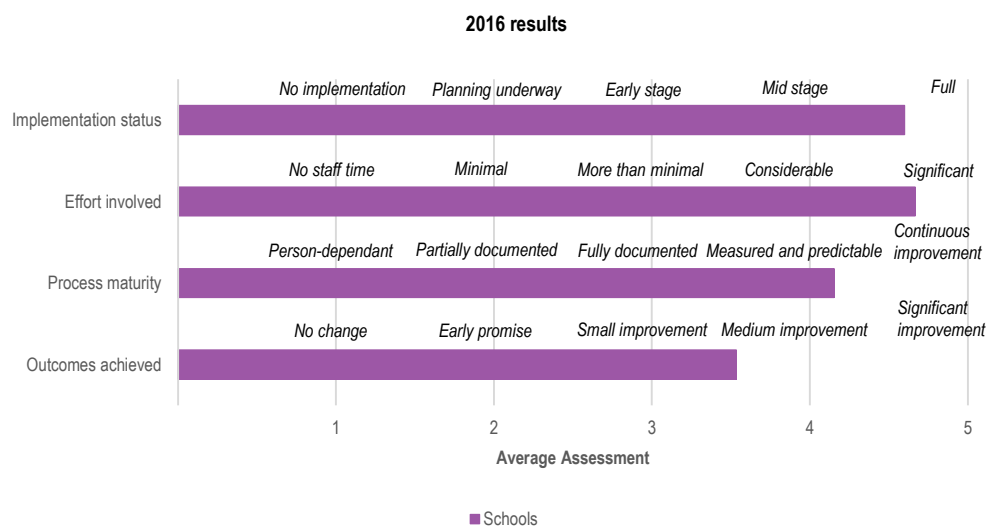 2016 results
No implementation Planning underway Early stage Mid stage Full
Implementation status
No staff time Minimal More than minimal Considerable Significant
Effort involved
Person-dependant Partially documented Fully documented Measured and predictable Continuous
improvement
Process maturity
No change Early promise Small improvement Medium improvement Significant
improvement
Outcomes achieved
1 2 3 4 5
Average Assessment
Schools